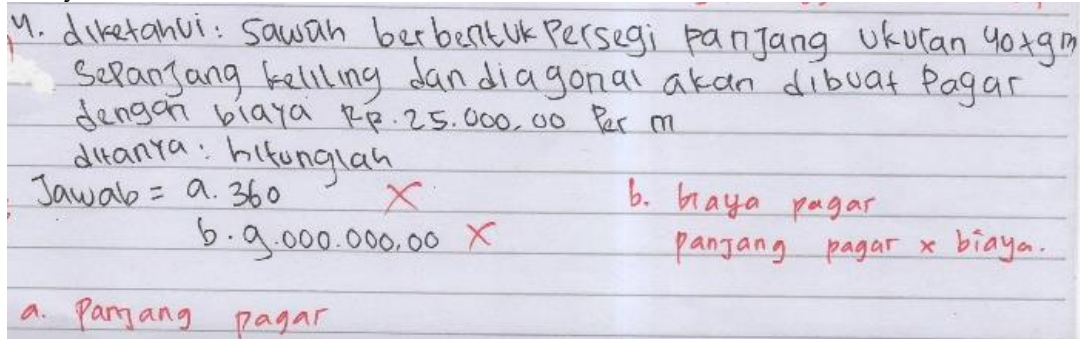 4. diketahui: Sawah berbentuk Persegi panjang ukuran 40x9m
Sepanjang keliling dan diagonal akan dibuat Pagar
dengan biaya Rp. 25.000,00 Per m
ditanya: hitunglah
Jawab = a. 360 X
b. 9.000.000,00 X
b. biaya pagar
panjang pagar x biaya.
a. Panjang pagar